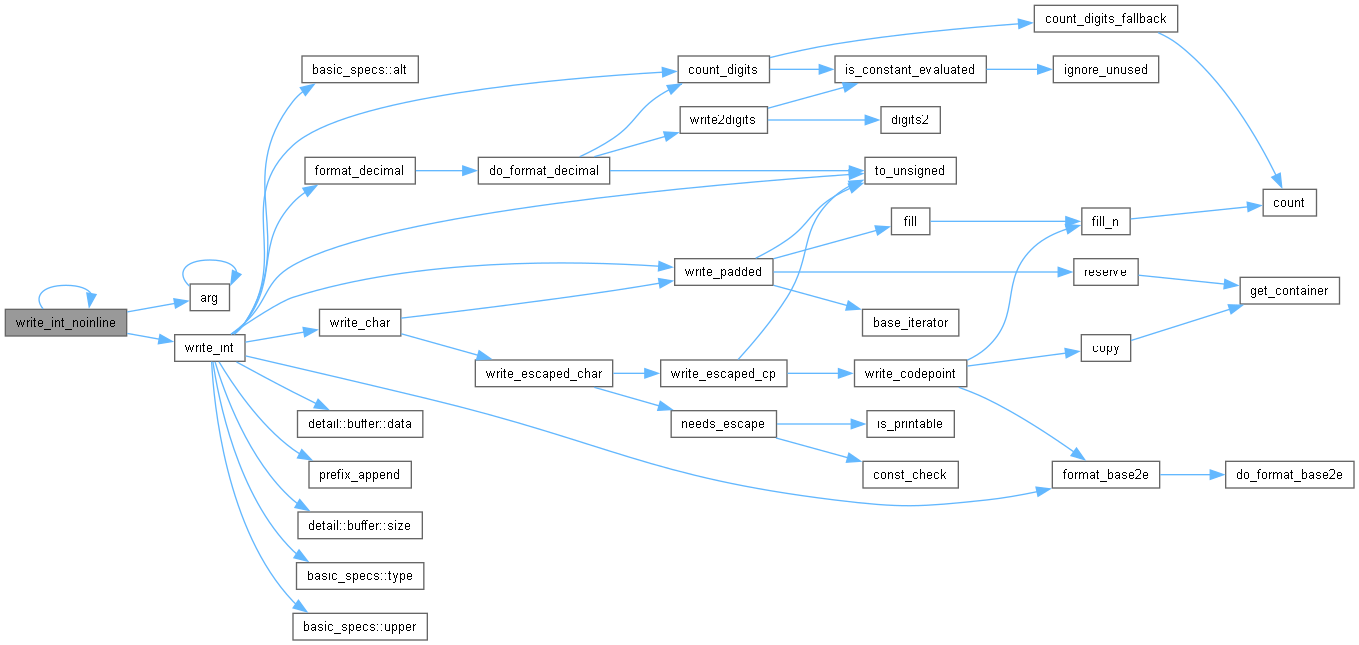 write_int_noinline
arg
write_int
basic_specs::alt
format_decimal
write_char
detail::buffer::data
prefix_append
detail::buffer::size
basic_specs::type
basic_specs::upper
do_format_decimal
write_escaped_char
count_digits
write2digits
write_padded
write_escaped_cp
needs_escape
is_constant_evaluated
digits2
to_unsigned
fill
base_iterator
write_codepoint
is_printable
const_check
count_digits_fallback
ignore_unused
fill_n
reserve
copy
format_base2e
count
get_container
do_format_base2e